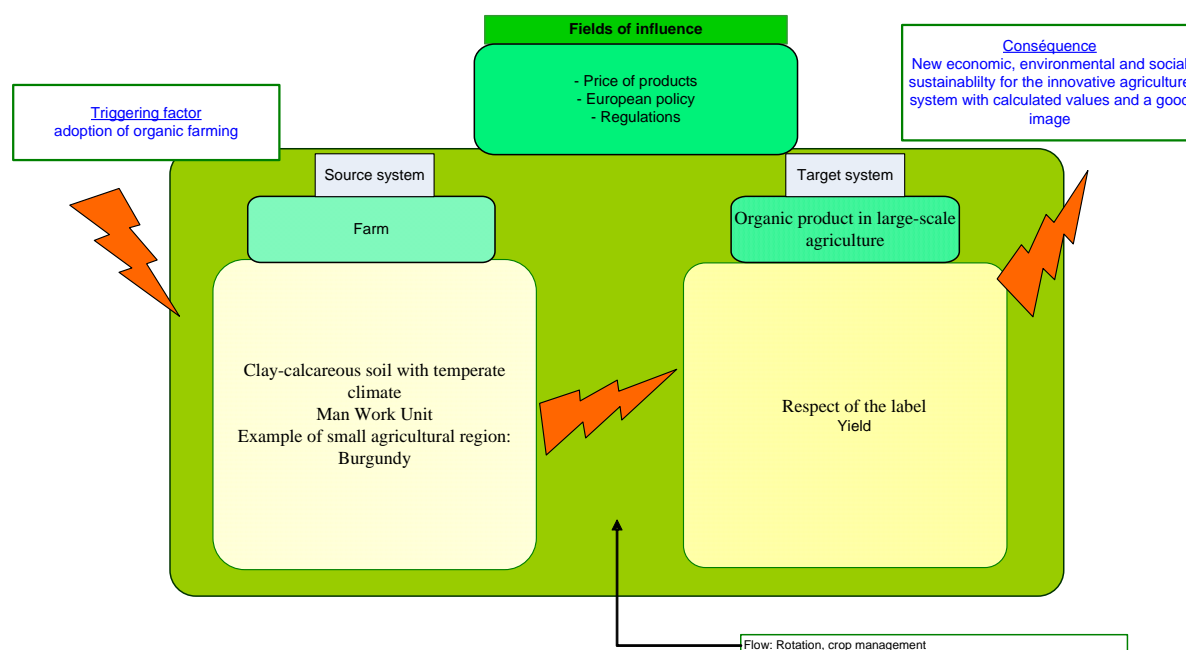 Fields of influence
- Price of products
- European policy
- Regulations
Conséquence
New economic, environmental and social
sustainablilty for the innovative agriculture
system with calculated values and a good
image
Triggering factor
adoption of organic farming
Source system
Target system
Farm
Organic product in large-scale
agriculture
Clay-calcareous soil with temperate
climate
Man Work Unit
Example of small agricultural region:
Burgundy
Respect of the label
Yield
Flow: Rotation, crop management